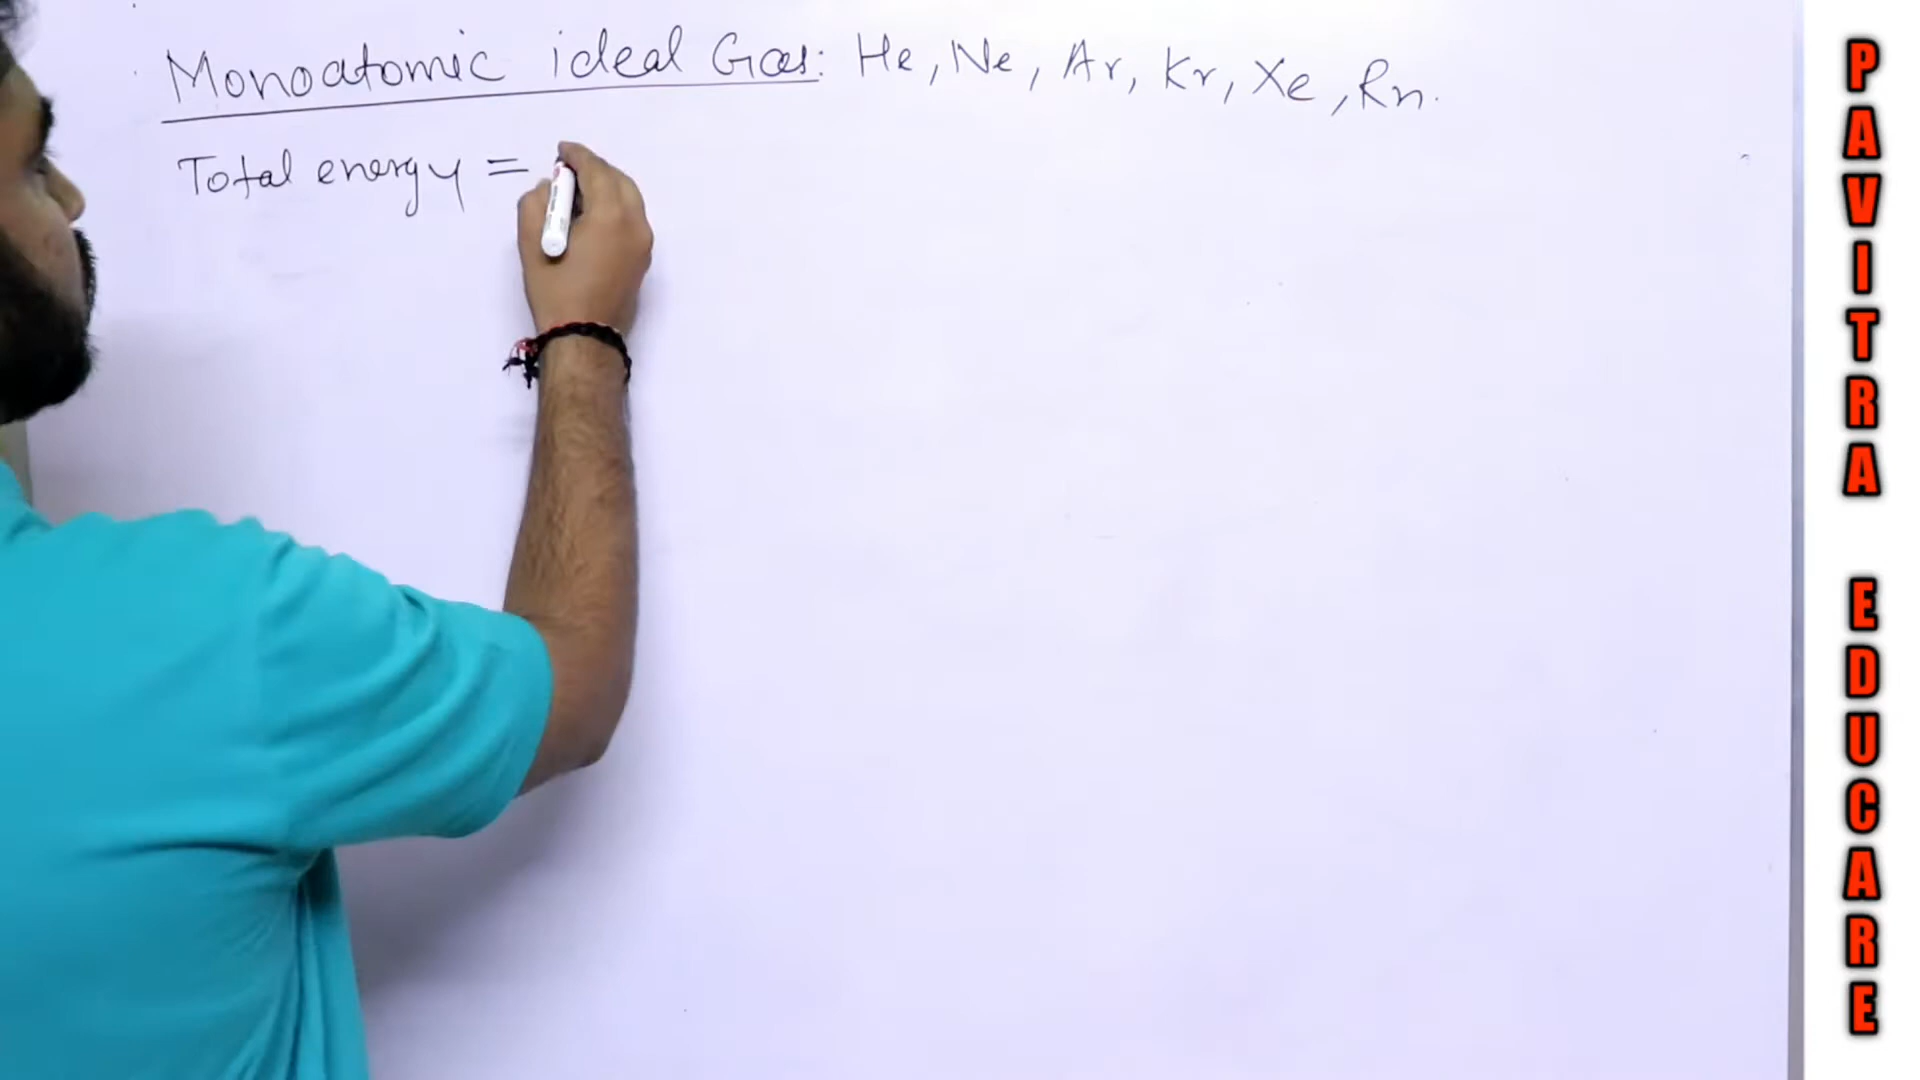 Monoatomic ideal Gas: He, Ne, Ar, Kr, Xe, Rn.
Total energy =
PAVITRA EDUCARE